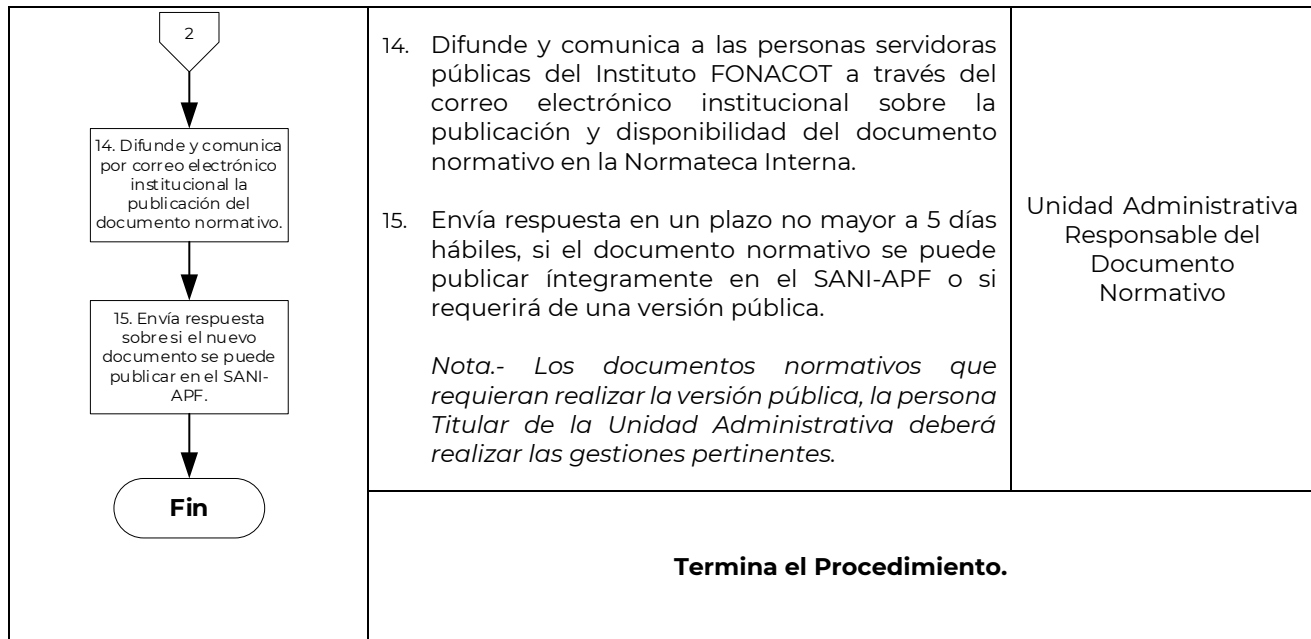 2
14. Difunde y comunica
por correo electrónico
institucional la
publicación del
documento normativo.
15. Envía respuesta
sobre si el nuevo
documento se puede
publicar en el SANI-
APF.
Fin
14. Difunde y comunica a las personas servidoras
públicas del Instituto FONACOT a través del
correo electrónico institucional sobre la
publicación y disponibilidad del documento
normativo en la Normateca Interna.
15. Envía respuesta en un plazo no mayor a 5 días
hábiles, si el documento normativo se puede
publicar íntegramente en el SANI-APF o si
requerirá de una versión pública.
Nota.- Los documentos normativos que
requieran realizar la versión pública, la persona
Titular de la Unidad Administrativa deberá
realizar las gestiones pertinentes.
Unidad Administrativa
Responsable del
Documento
Normativo
Termina el Procedimiento.